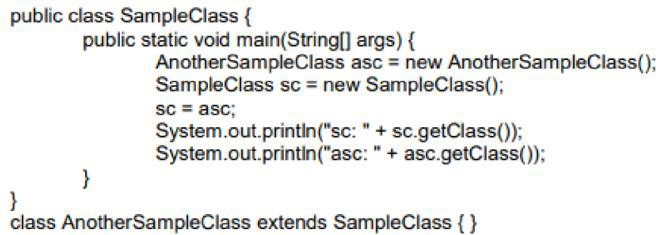 public class SampleClass {
public static void main(String[] args) {
AnotherSampleClass asc = new AnotherSampleClass();
SampleClass sc = new SampleClass();
sc = asc;
System.out.println("sc: " + sc.getClass());
System.out.println("asc: " + asc.getClass());
}
}
class AnotherSampleClass extends SampleClass { }